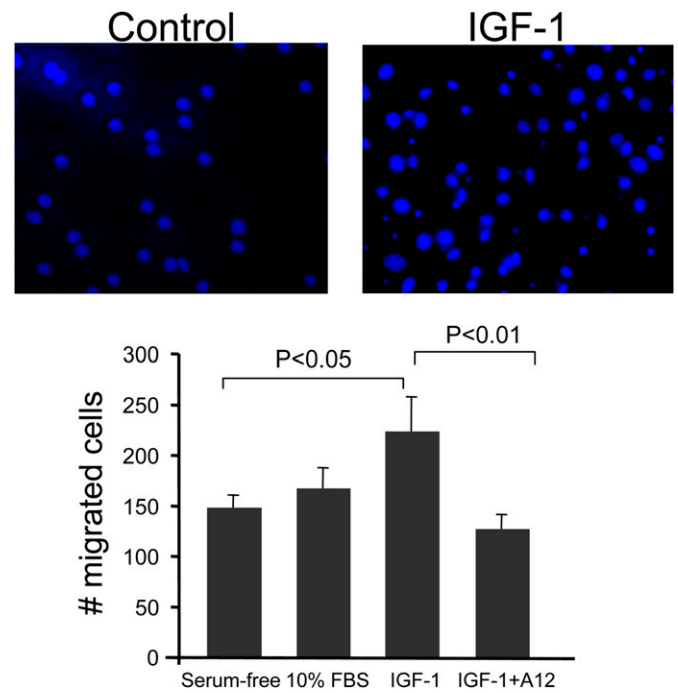 Control IGF-1
P<0.01
P<0.05
300
250
200
150
100
50
0
# migrated cells
Serum-free 10% FBS IGF-1 IGF-1+A12